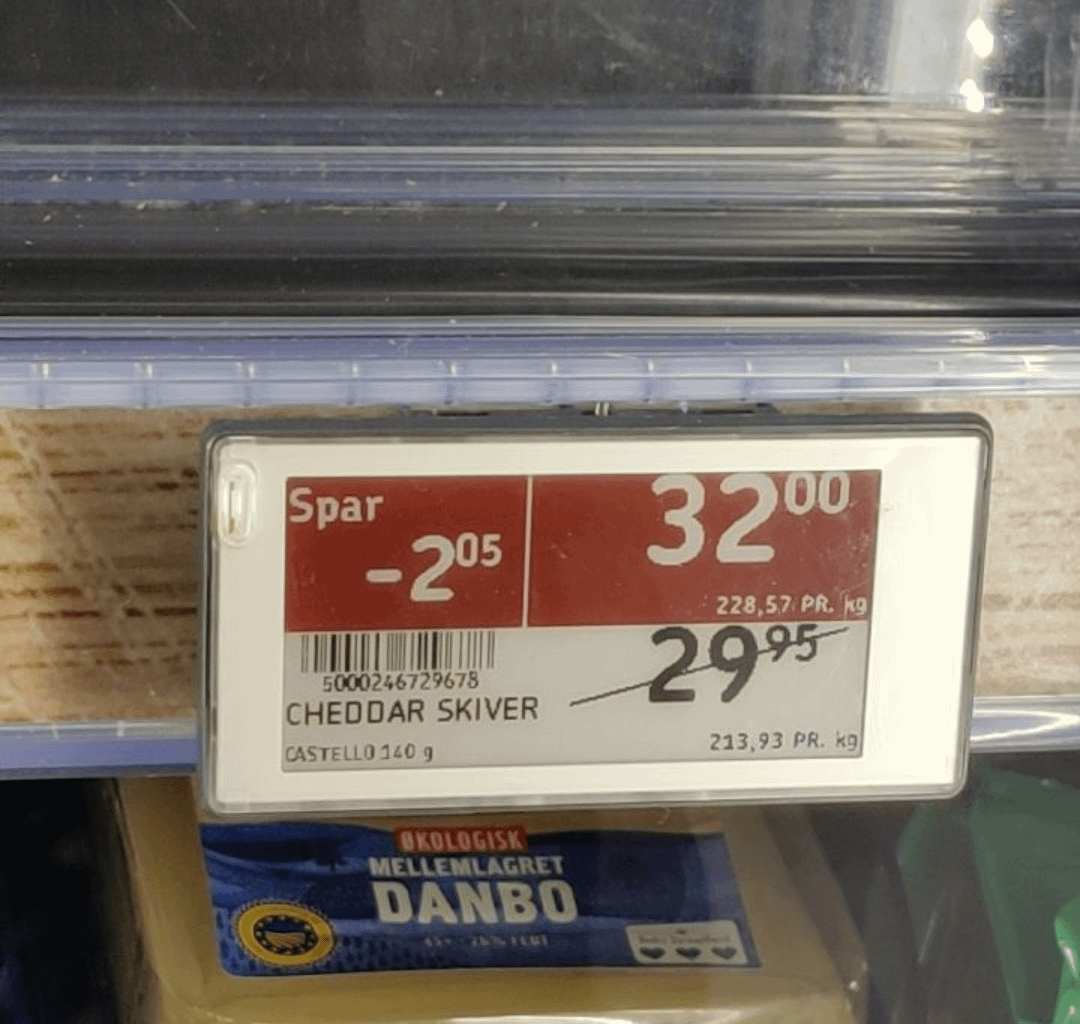 Spar
-2⁰⁵
32⁰⁰
228,57 PR. kg
29⁹⁵
5000246729678
CHEDDAR SKIVER
CASTELLO 140 g
213,93 PR. kg
ØKOLOGISK
MELLEMLAGRET
DANBO
45+